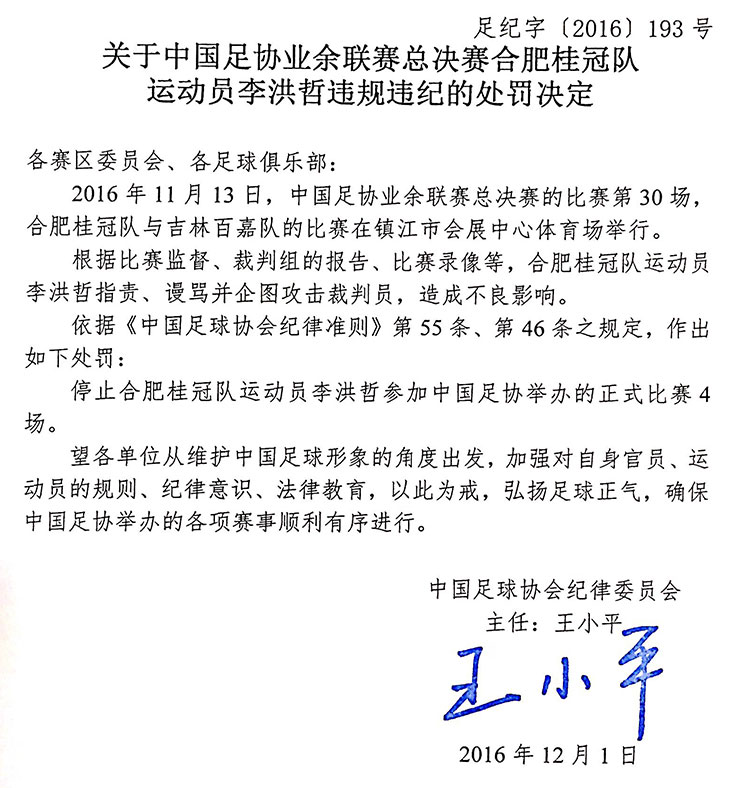 足纪字〔2016〕193 号
关于中国足协业余联赛总决赛合肥桂冠队
运动员李洪哲违规违纪的处罚决定
各赛区委员会、各足球俱乐部：
2016 年 11 月 13 日，中国足协业余联赛总决赛的比赛第 30 场，
合肥桂冠队与吉林百嘉队的比赛在镇江市会展中心体育场举行。
根据比赛监督、裁判组的报告、比赛录像等，合肥桂冠队运动员
李洪哲指责、谩骂并企图攻击裁判员，造成不良影响。
依据《中国足球协会纪律准则》第 55 条、第 46 条之规定，作出
如下处罚：
停止合肥桂冠队运动员李洪哲参加中国足协举办的正式比赛 4
场。
望各单位从维护中国足球形象的角度出发，加强对自身官员、运
动员的规则、纪律意识、法律教育，以此为戒，弘扬足球正气，确保
中国足协举办的各项赛事顺利有序进行。
中国足球协会纪律委员会
主任：王小平
王小平
2016 年 12 月 1 日